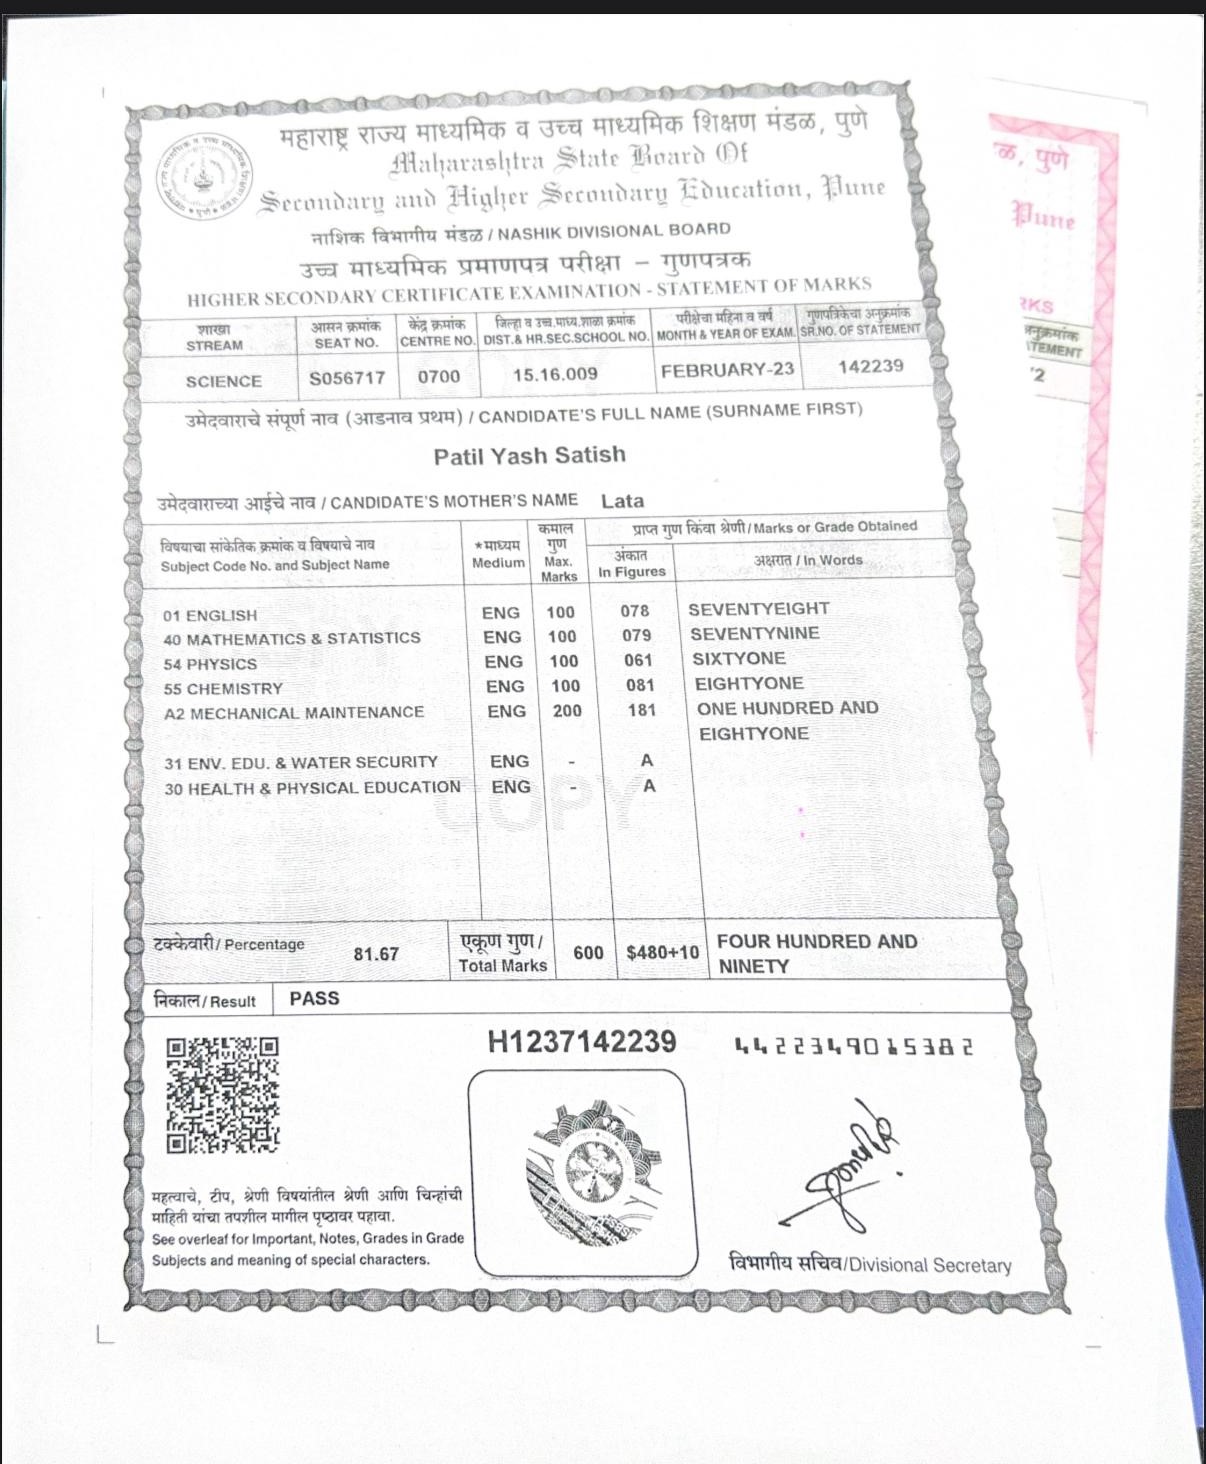 महाराष्ट्र राज्य माध्यमिक व उच्च माध्यमिक शिक्षण मंडळ, पुणे
Maharashtra State Board Of
Secondary and Higher Secondary Education, Pune
नाशिक विभागीय मंडळ / NASHIK DIVISIONAL BOARD
उच्च माध्यमिक प्रमाणपत्र परीक्षा – गुणपत्रक
HIGHER SECONDARY CERTIFICATE EXAMINATION - STATEMENT OF MARKS
शाखा आसन क्रमांक केंद्र क्रमांक जिल्हा व उच्च.माध्य.शाळा क्रमांक परीक्षेचा महिना व वर्ष गुणपत्रिकेचा अनुक्रमांक
STREAM SEAT NO. CENTRE NO. DIST.& HR.SEC.SCHOOL NO. MONTH & YEAR OF EXAM. SR.NO. OF STATEMENT
SCIENCE S056717 0700 15.16.009 FEBRUARY-23 142239
उमेदवाराचे संपूर्ण नाव (आडनाव प्रथम) / CANDIDATE'S FULL NAME (SURNAME FIRST)
Patil Yash Satish
उमेदवाराच्या आईचे नाव / CANDIDATE'S MOTHER'S NAME Lata
विषयाचा सांकेतिक क्रमांक व विषयाचे नाव
Subject Code No. and Subject Name
*माध्यम
Medium
कमाल
गुण
Max.
Marks
प्राप्त गुण किंवा श्रेणी/Marks or Grade Obtained
अंकात
In Figures
अक्षरात / In Words
01 ENGLISH ENG 100 078 SEVENTYEIGHT
40 MATHEMATICS & STATISTICS ENG 100 079 SEVENTYNINE
54 PHYSICS ENG 100 061 SIXTYONE
55 CHEMISTRY ENG 100 081 EIGHTYONE
A2 MECHANICAL MAINTENANCE ENG 200 181 ONE HUNDRED AND
EIGHTYONE
31 ENV. EDU. & WATER SECURITY ENG - A
30 HEALTH & PHYSICAL EDUCATION ENG - A
COPY
टक्केवारी/ Percentage 81.67
एकूण गुण /
Total Marks
600 $480+10
FOUR HUNDRED AND
NINETY
निकाल/Result PASS
H1237142239
4422349015382
महत्वाचे, टीप, श्रेणी विषयांतील श्रेणी आणि चिन्हांची
माहिती यांचा तपशील मागील पृष्ठावर पहावा.
See overleaf for Important, Notes, Grades in Grade
Subjects and meaning of special characters.
विभागीय सचिव/Divisional Secretary
ळ, पुणे
Pune
RKS
अनुक्रमांक
TEMENT
2